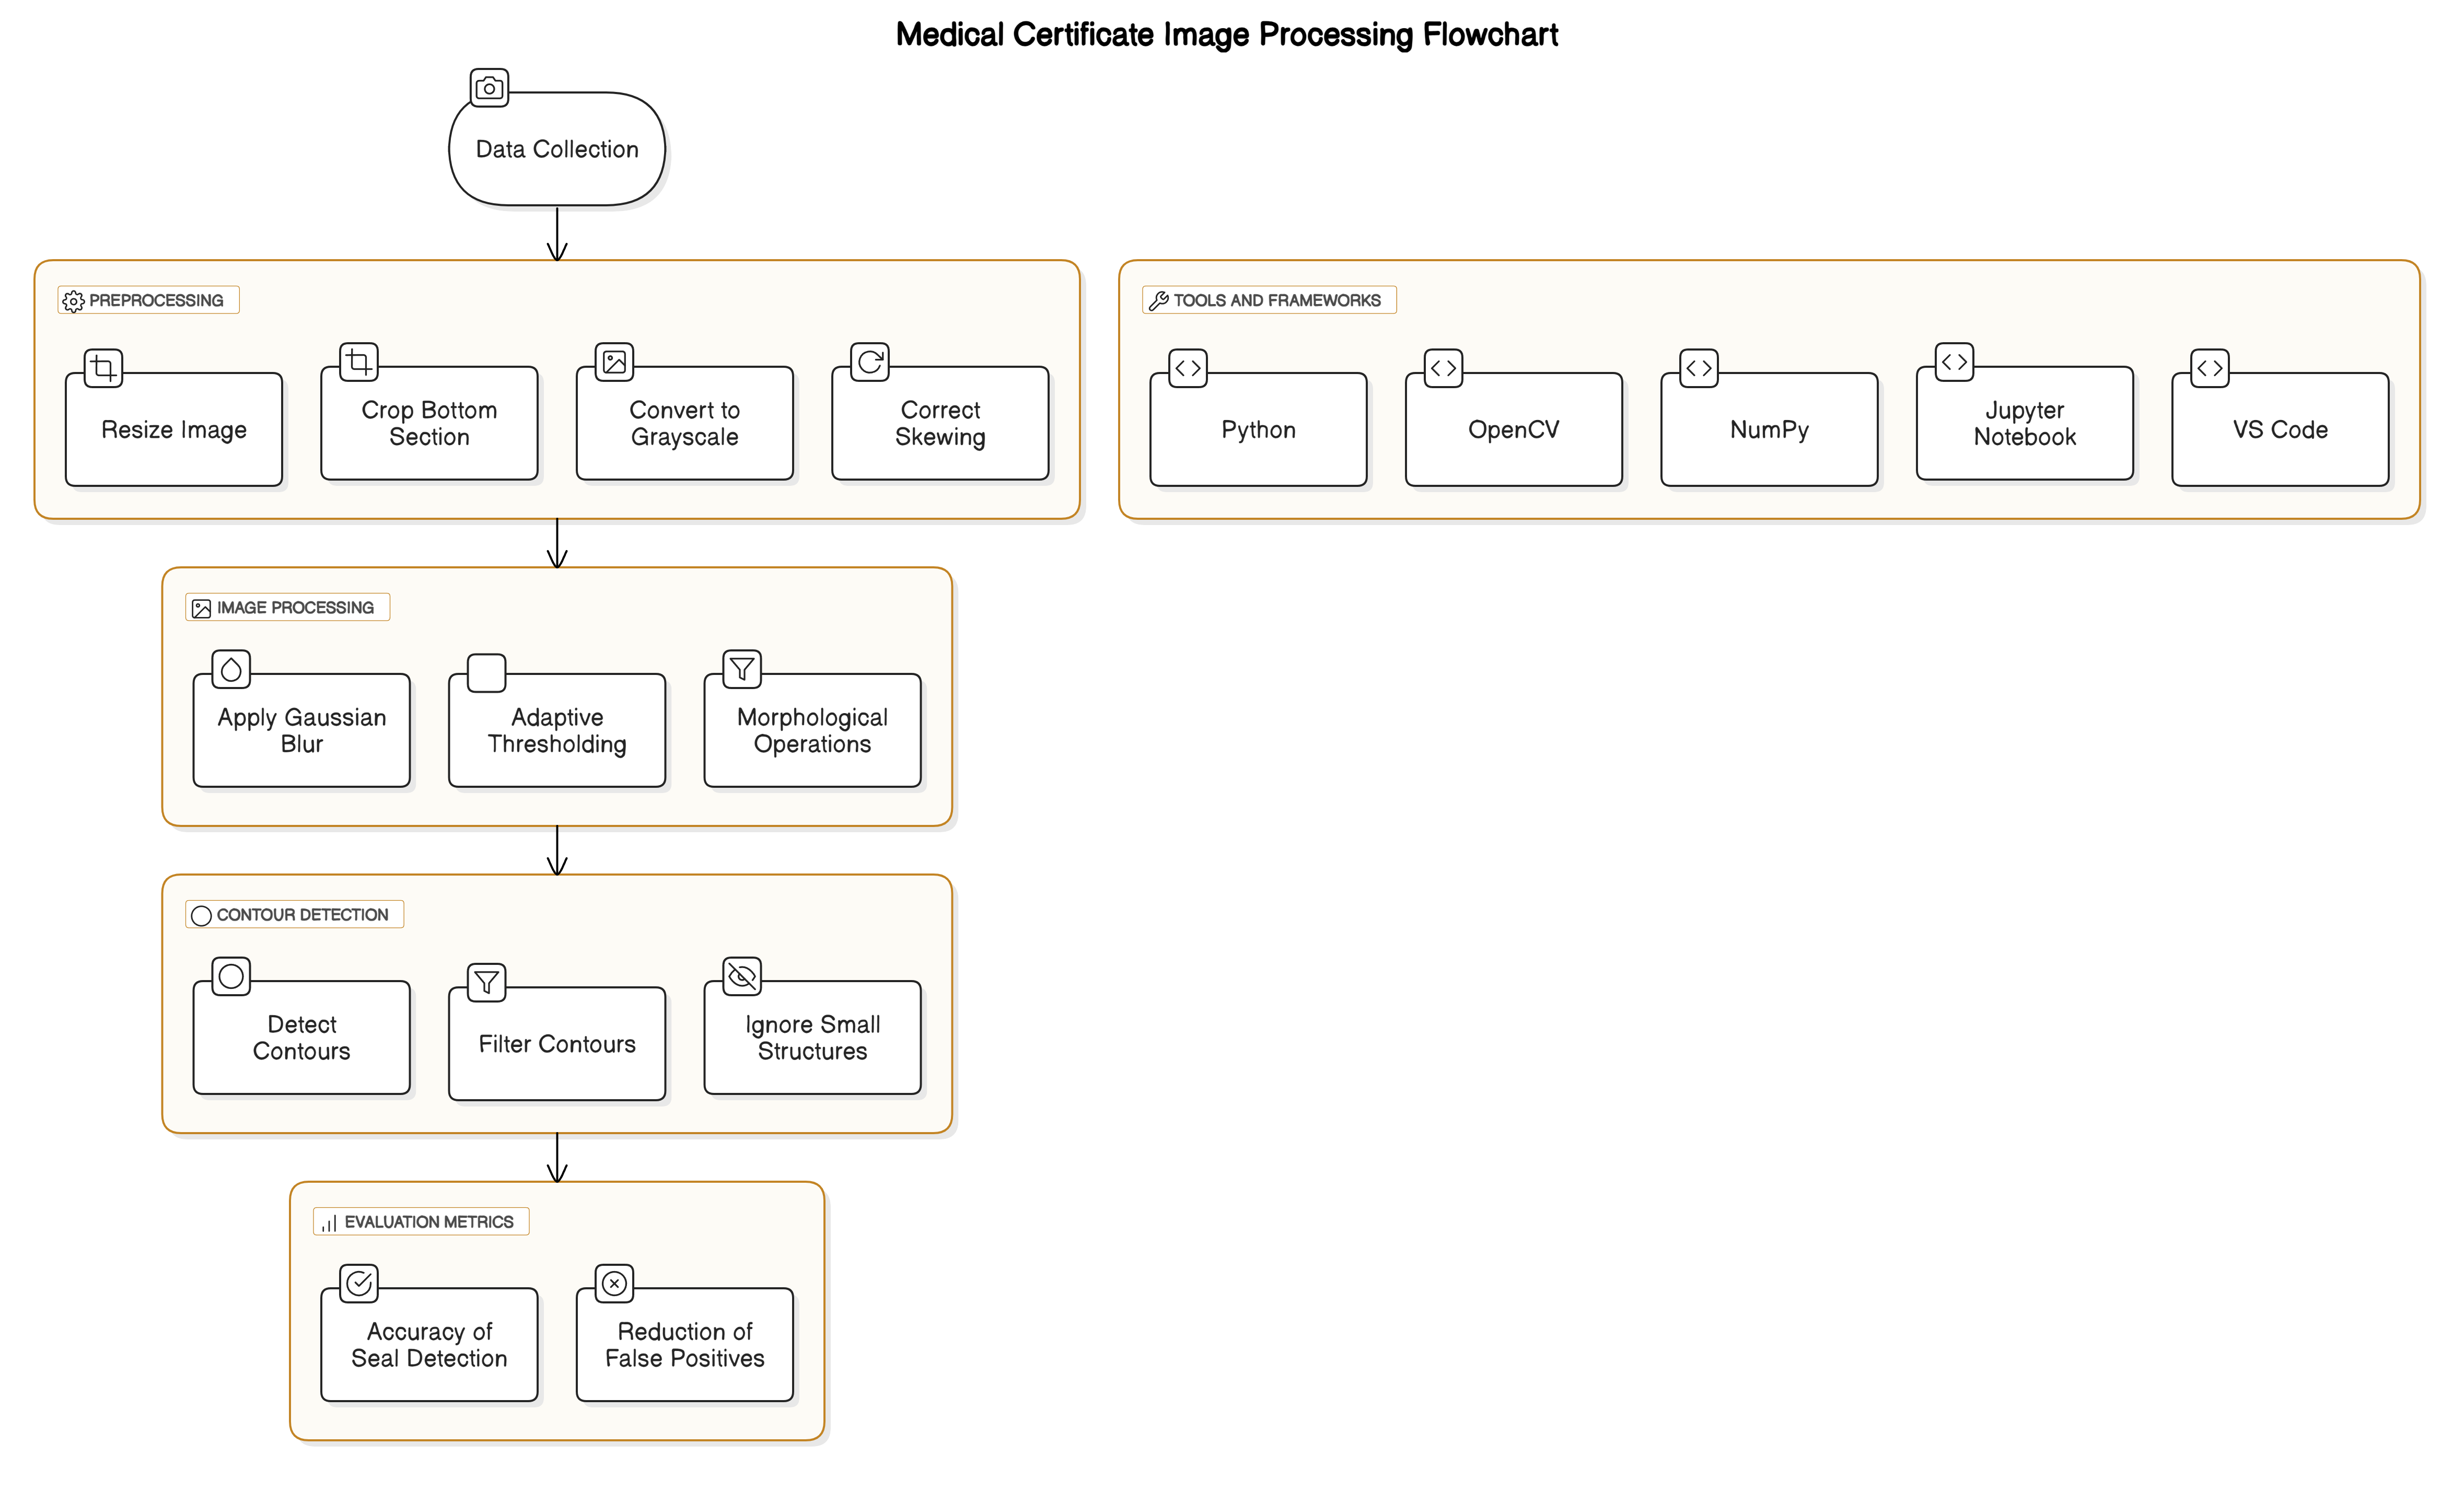 Medical Certificate Image Processing Flowchart
Data Collection
PREPROCESSING
Resize Image
Crop Bottom
Section
Convert to
Grayscale
Correct
Skewing
TOOLS AND FRAMEWORKS
Python
OpenCV
NumPy
Jupyter
Notebook
VS Code
IMAGE PROCESSING
Apply Gaussian
Blur
Adaptive
Thresholding
Morphological
Operations
CONTOUR DETECTION
Detect
Contours
Filter Contours
Ignore Small
Structures
EVALUATION METRICS
Accuracy of
Seal Detection
Reduction of
False Positives